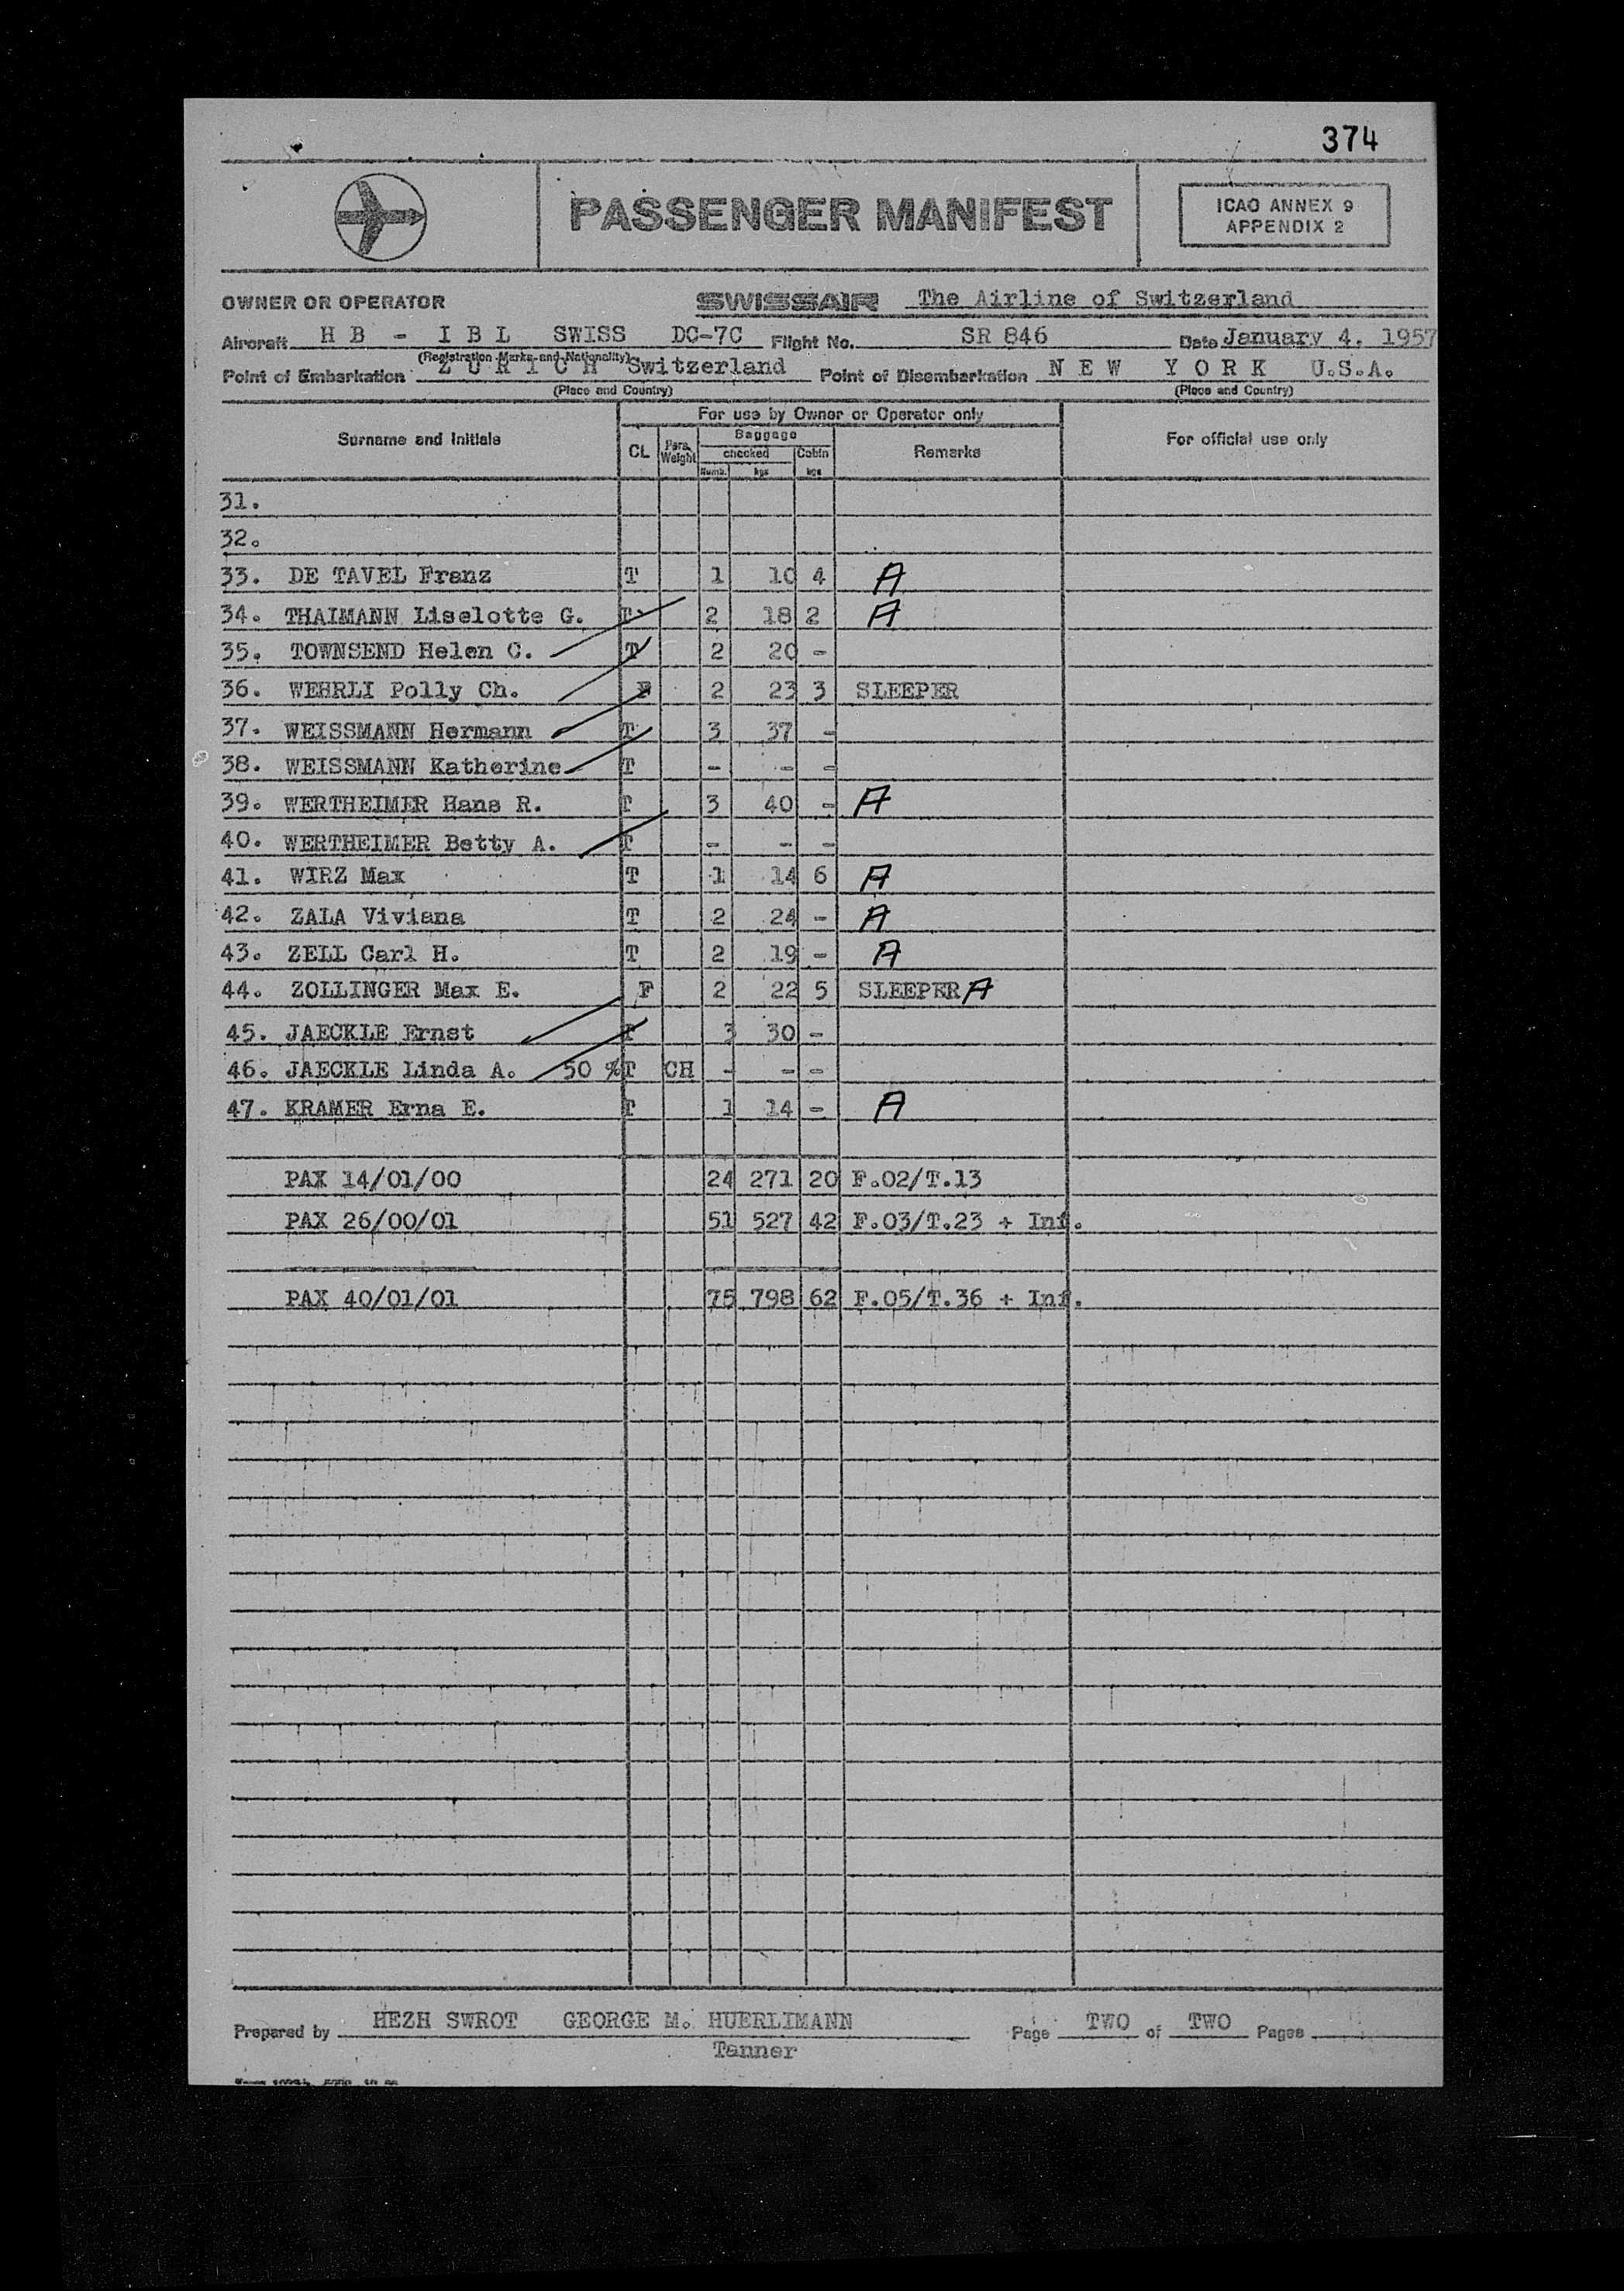 374
PASSENGER MANIFEST
ICAO ANNEX 9
APPENDIX 2
OWNER OR OPERATOR SWISSAIR The Airline of Switzerland
Aircraft H B - I B L SWISS DC-7C Flight No. SR 846 Date January 4. 1957
(Registration Marks and Nationality)
Point of Embarkation Z U R I C H Switzerland Point of Disembarkation N E W Y O R K U.S.A.
(Place and Country) (Place and Country)
For use by Owner or Operator only
Surname and Initials CL Pass. Weight Baggage Remarks For official use only
checked Cabin
Numb. kgs kgs
31.
32.
33. DE TAVEL Franz T 1 10 4 A
34. THAIMANN Liselotte G. T 2 18 2 A
35. TOWNSEND Helen C. T 2 20 -
36. WEHRLI Polly Ch. F 2 23 3 SLEEPER
37. WEISSMANN Hermann T 3 37 -
38. WEISSMANN Katherine T - - -
39. WERTHEIMER Hans R. T 3 40 - A
40. WERTHEIMER Betty A. T - - -
41. WIRZ Max T 1 14 6 A
42. ZALA Viviana T 2 24 - A
43. ZELL Carl H. T 2 19 - A
44. ZOLLINGER Max E. F 2 22 5 SLEEPER A
45. JAECKLE Ernst T 3 30 -
46. JAECKLE Linda A. 50 % T CH - - -
47. KRAMER Erna E. T 1 14 - A
PAX 14/01/00 24 271 20 F.02/T.13
PAX 26/00/01 51 527 42 F.03/T.23 + Inf.
PAX 40/01/01 75 798 62 F.05/T.36 + Inf.
Prepared by HEZH SWROT GEORGE M. HUERLIMANN Page TWO of TWO Pages
Tanner